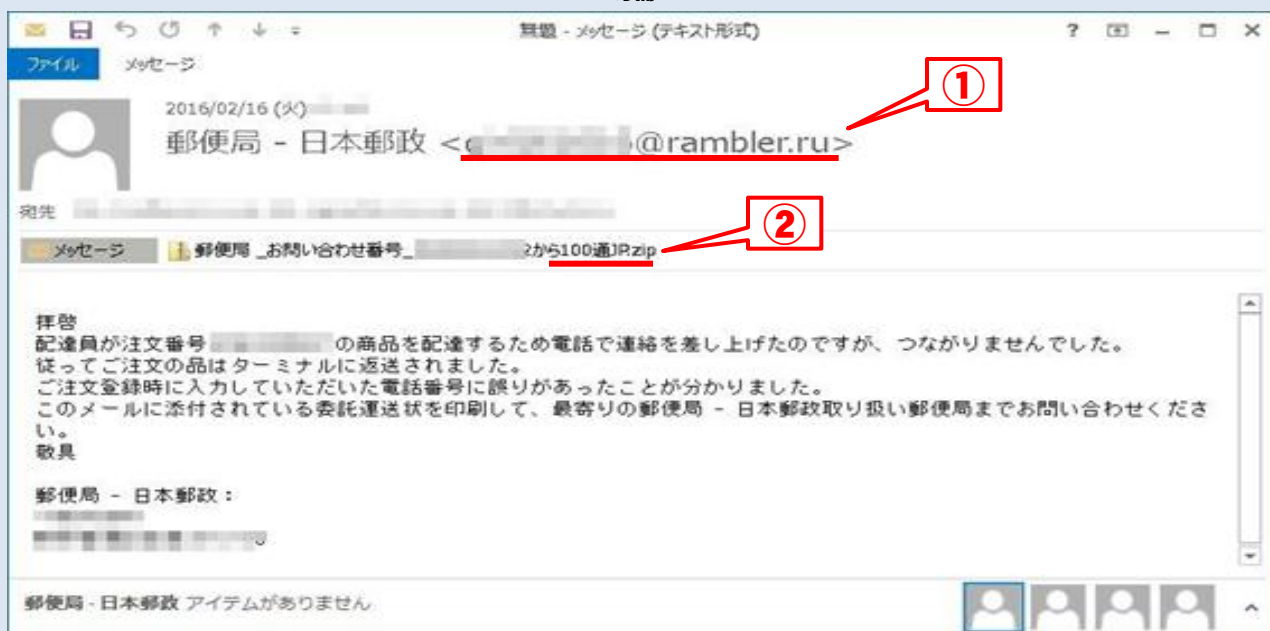 無題 - メッセージ (テキスト形式)
ファイル メッセージ
①
2016/02/16 (火)
郵便局 - 日本郵政 < @rambler.ru>
宛先
②
メッセージ 郵便局 _お問い合わせ番号_ から100通JP.zip
拝啓
配達員が注文番号 の商品を配達するため電話で連絡を差し上げたのですが、つながりませんでした。
従ってご注文の品はターミナルに返送されました。
ご注文登録時に入力していただいた電話番号に誤りがあったことが分かりました。
このメールに添付されている委託運送状を印刷して、最寄りの郵便局 - 日本郵政取り扱い郵便局までお問い合わせくださ
い。
敬具
郵便局 - 日本郵政：
郵便局 - 日本郵政 アイテムがありません